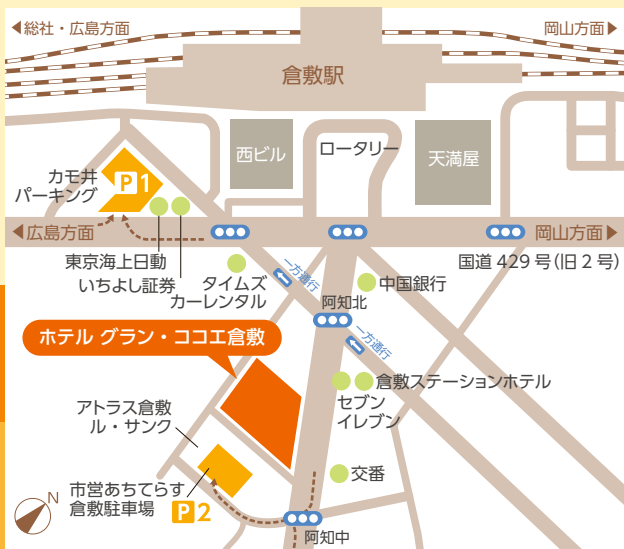 ◀総社・広島方面
岡山方面▶
倉敷駅
西ビル
ロータリー
天満屋
カモ井
パーキング
P1
◀広島方面
岡山方面▶
東京海上日動
いちよし証券
タイムズ
カーレンタル
一方通行
中国銀行
国道429号(旧2号)
阿知北
一方通行
ホテル グラン・ココエ倉敷
倉敷ステーションホテル
セブン
イレブン
アトラス倉敷
ル・サンク
市営あちてらす
倉敷駐車場
P2
交番
阿知中
N